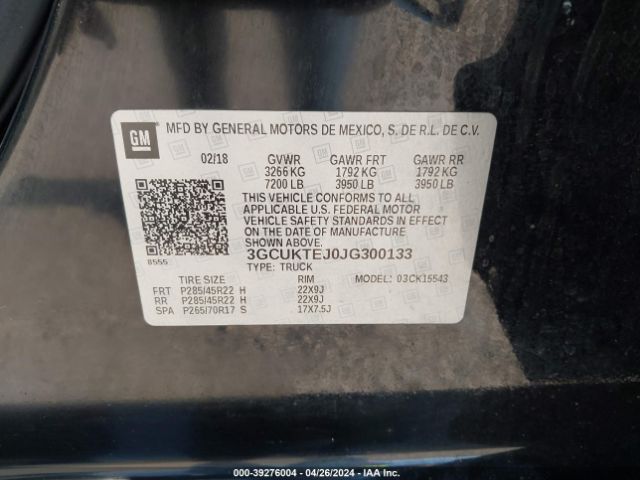 GM
MFD BY GENERAL MOTORS DE MEXICO, S. DE R.L. DE C.V.
02/18 GVWR GAWR FRT GAWR RR
3266 KG 1792 KG 1792 KG
7200 LB 3950 LB 3950 LB
THIS VEHICLE CONFORMS TO ALL
APPLICABLE U.S. FEDERAL MOTOR
VEHICLE SAFETY STANDARDS IN EFFECT
ON THE DATE OF MANUFACTURE
SHOWN ABOVE.
8555 3GCUKTEJ0JG300133
TYPE: TRUCK
TIRE SIZE RIM MODEL: 03CK15543
FRT P285/45R22 H 22X9J
RR P285/45R22 H 22X9J
SPA P265/70R17 S 17X7.5J
000-39276004 - 04/26/2024 - IAA Inc.